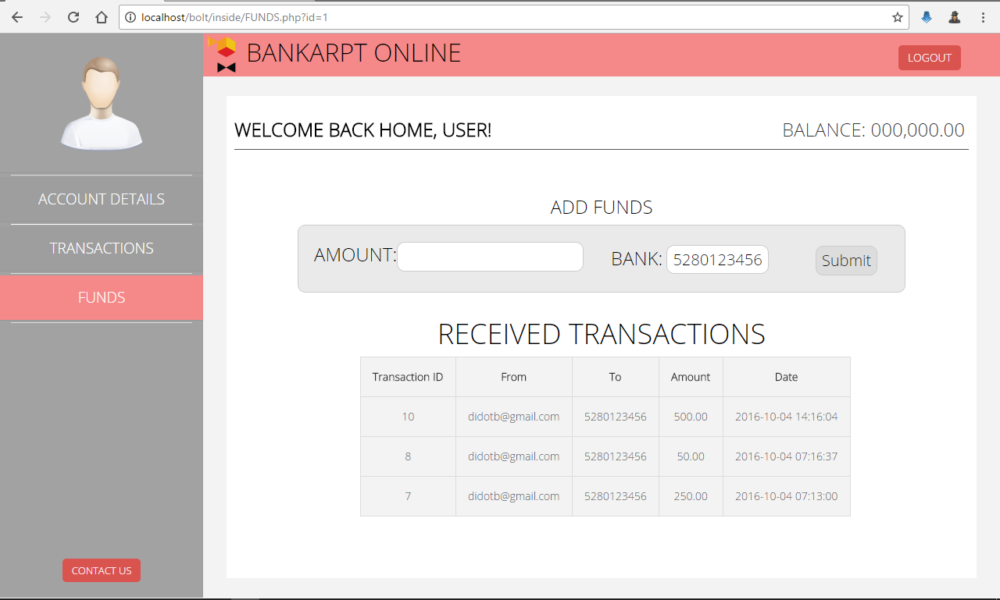 localhost/bolt/inside/FUNDS.php?id=1
BANKARPT ONLINE
LOGOUT
WELCOME BACK HOME, USER!
BALANCE: 000,000.00
ACCOUNT DETAILS
TRANSACTIONS
FUNDS
CONTACT US
ADD FUNDS
AMOUNT:
BANK: 5280123456
Submit
RECEIVED TRANSACTIONS
Transaction ID From To Amount Date
10 didotb@gmail.com 5280123456 500.00 2016-10-04 14:16:04
8 didotb@gmail.com 5280123456 50.00 2016-10-04 07:16:37
7 didotb@gmail.com 5280123456 250.00 2016-10-04 07:13:00